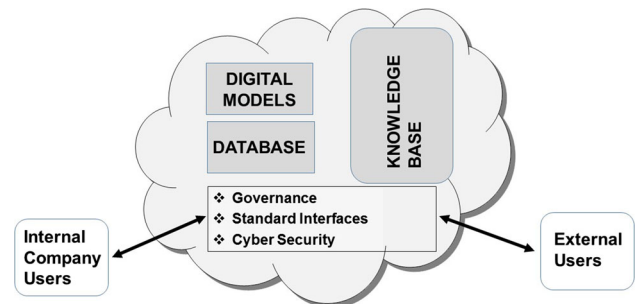 DIGITAL
MODELS
DATABASE
KNOWLEDGE
BASE
❖ Governance
❖ Standard Interfaces
❖ Cyber Security
Internal
Company
Users
External
Users